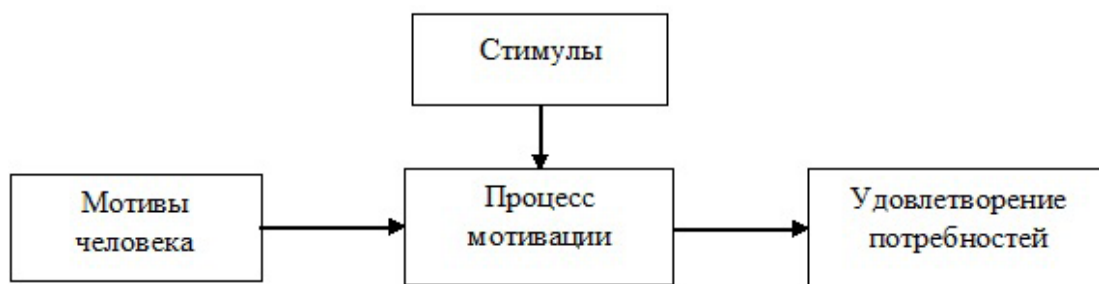 Стимулы
Мотивы
человека
Процесс
мотивации
Удовлетворение
потребностей